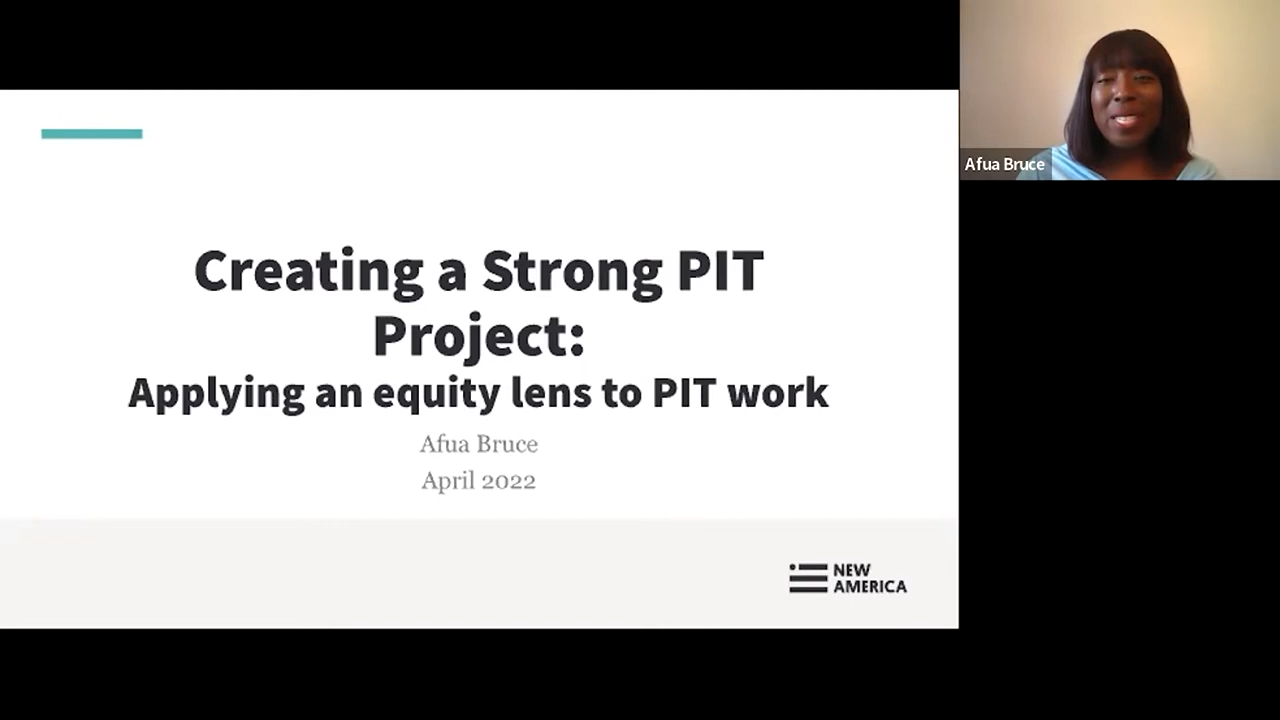 Creating a Strong PIT
Project:
Applying an equity lens to PIT work
Afua Bruce
April 2022
NEW
AMERICA
Afua Bruce